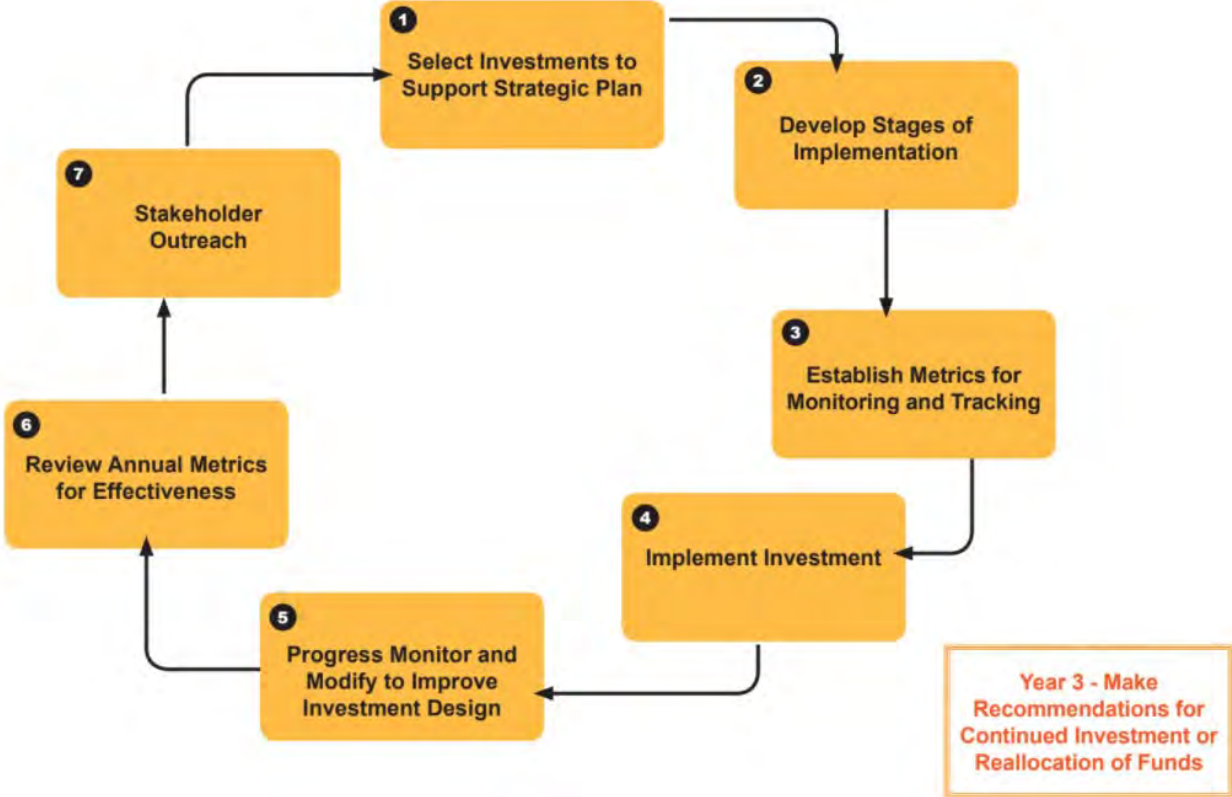 1
Select Investments to
Support Strategic Plan
2
Develop Stages of
Implementation
3
Establish Metrics for
Monitoring and Tracking
4
Implement Investment
5
Progress Monitor and
Modify to Improve
Investment Design
6
Review Annual Metrics
for Effectiveness
7
Stakeholder
Outreach
Year 3 - Make
Recommendations for
Continued Investment or
Reallocation of Funds